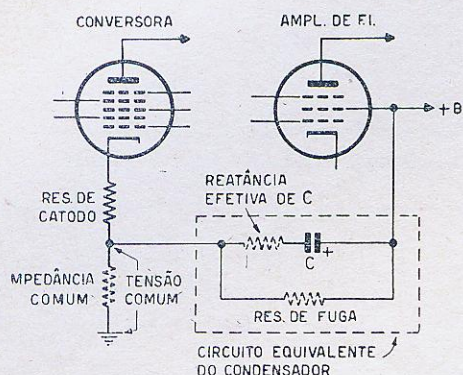 CONVERSORA
AMPL. DE F.I.
+B
RES. DE
CATODO
REATÂNCIA
EFETIVA DE C
C +
MPEDÂNCIA
COMUM
TENSÃO
COMUM
RES. DE FUGA
CIRCUITO EQUIVALENTE
DO CONDENSADOR